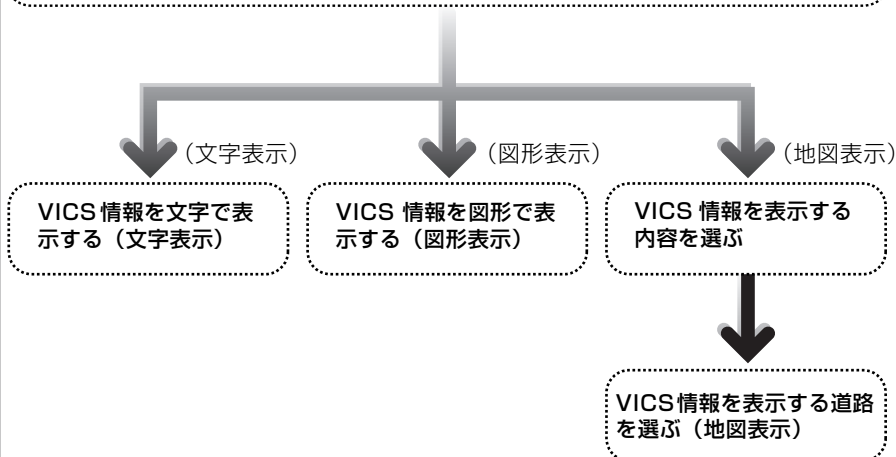 (文字表示)
(図形表示)
(地図表示)
VICS情報を文字で表
示する(文字表示)
VICS 情報を図形で表
示する(図形表示)
VICS 情報を表示する
内容を選ぶ
VICS情報を表示する道路
を選ぶ(地図表示)